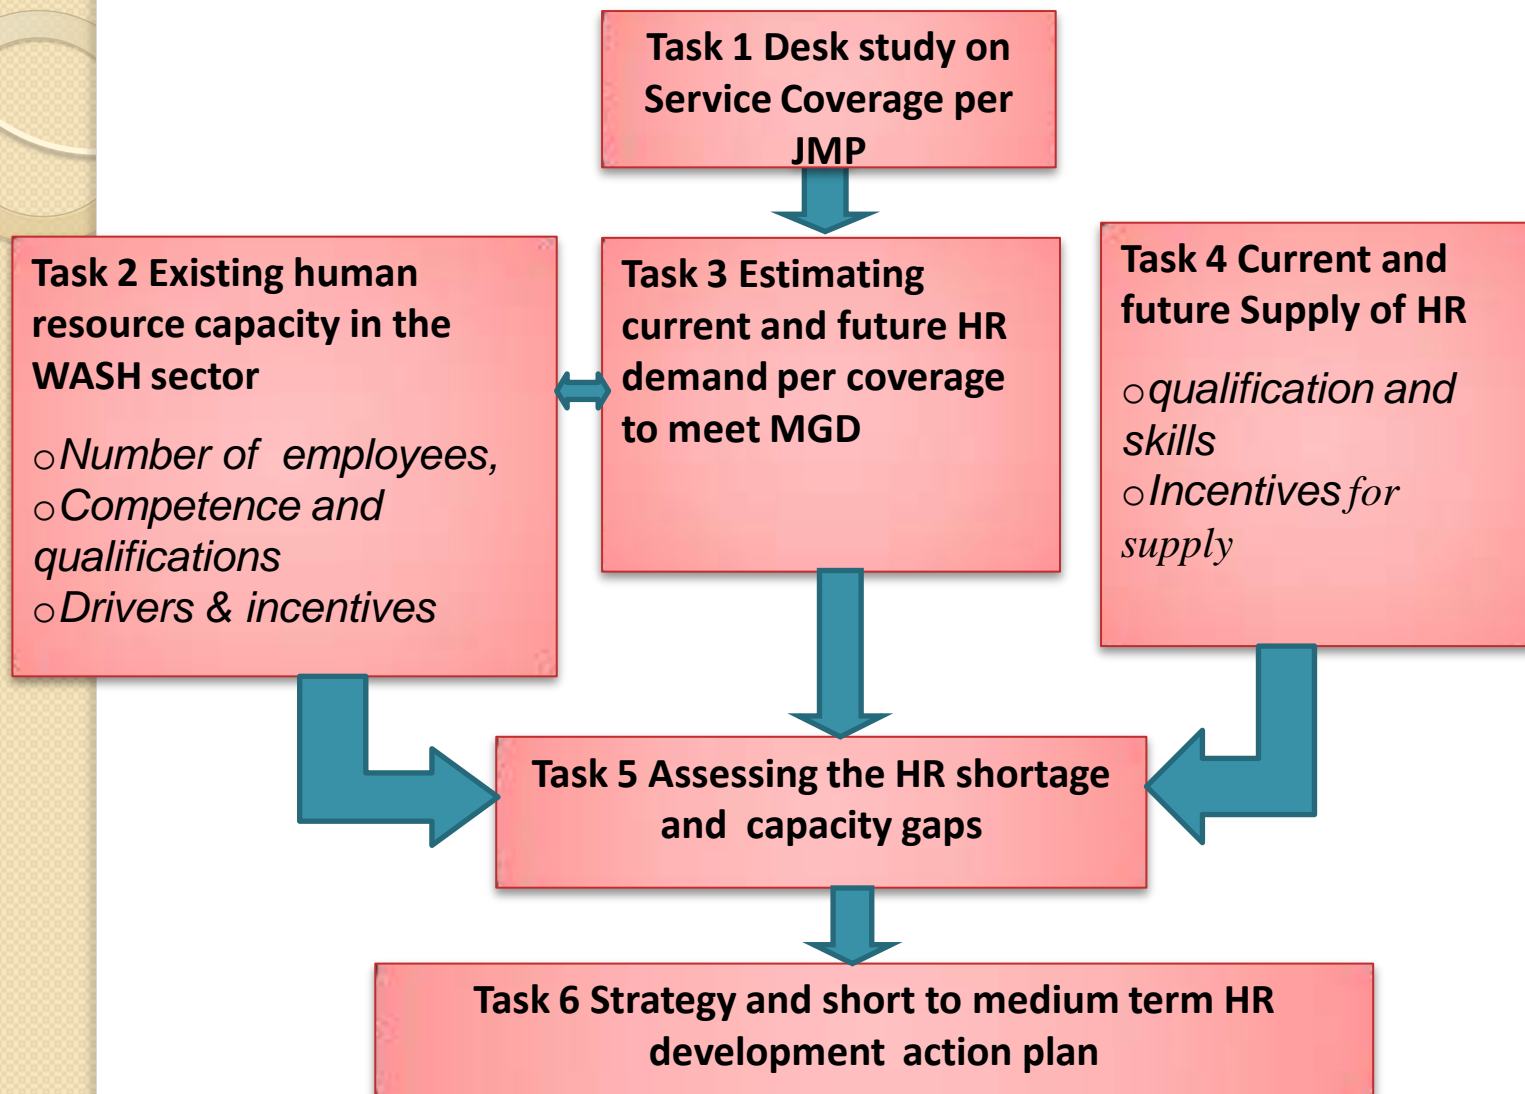 Task 1 Desk study on
Service Coverage per
JMP
Task 2 Existing human
resource capacity in the
WASH sector
oNumber of employees,
oCompetence and
qualifications
oDrivers & incentives
Task 3 Estimating
current and future HR
demand per coverage
to meet MGD
Task 4 Current and
future Supply of HR
oqualification and
skills
oIncentives for
supply
Task 5 Assessing the HR shortage
and capacity gaps
Task 6 Strategy and short to medium term HR
development action plan